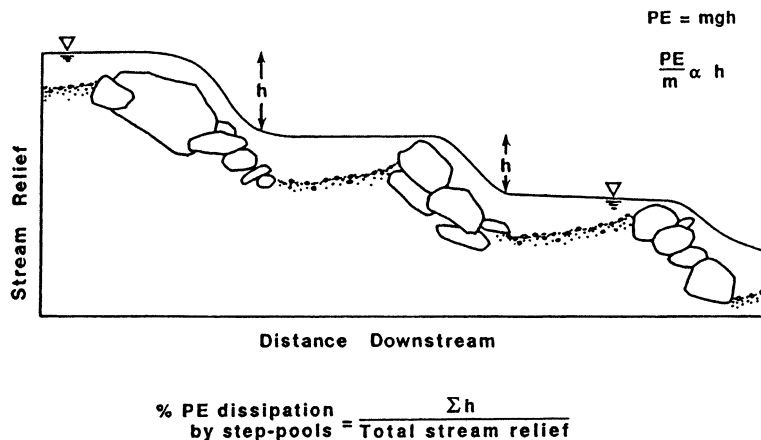 PE = mgh
PE
m
α h
h
h
Stream Relief
Distance Downstream
% PE dissipation
by step-pools
=
Σh
Total stream relief